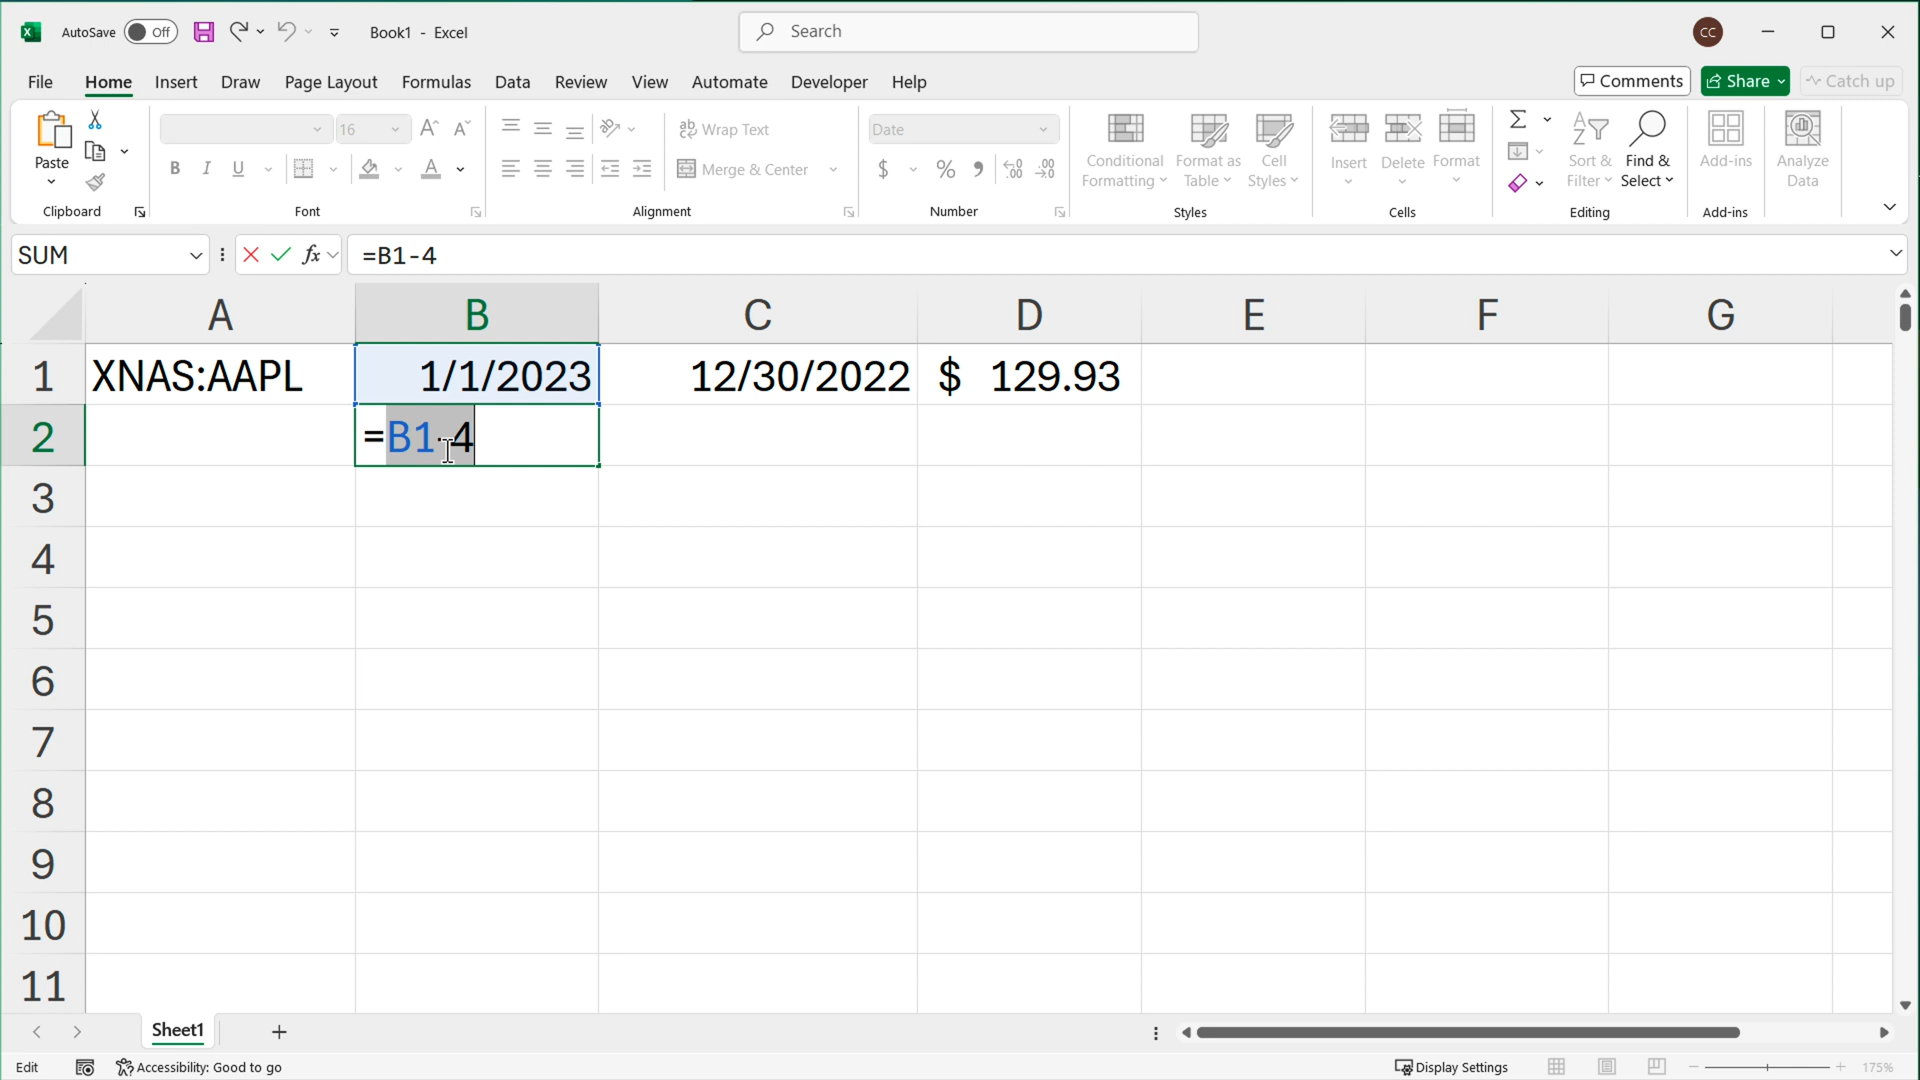 AutoSave Off Book1 - Excel Search CC
File Home Insert Draw Page Layout Formulas Data Review View Automate Developer Help Comments Share Catch up
Paste
Clipboard
16
B I U A
Font
ab Wrap Text
Merge & Center
Alignment
Date
$ % 9 .00
Number
Conditional Formatting
Format as Table
Cell Styles
Styles
Insert Delete Format
Cells
Sort & Filter
Find & Select
Editing
Add-ins
Add-ins
Analyze Data
SUM fx =B1-4
A B C D E F G
1 XNAS:AAPL 1/1/2023 12/30/2022 $ 129.93
2 =B1-4
3
4
5
6
7
8
9
10
11
Sheet1
Edit Accessibility: Good to go Display Settings 175%